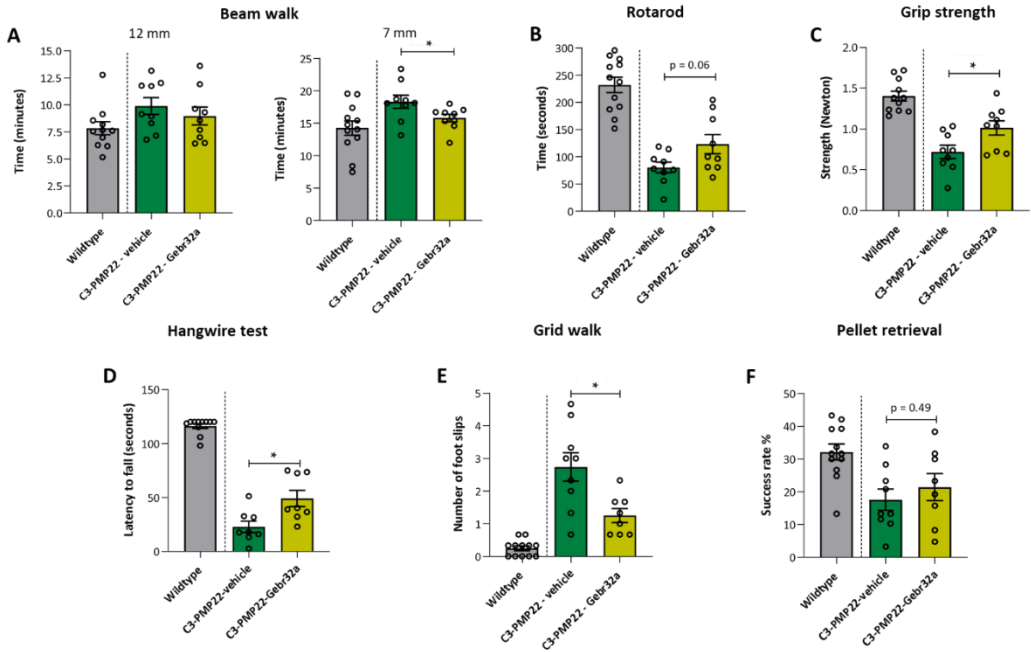 Beam walk
A
12 mm
Time (minutes)
15.0
12.5
10.0
7.5
5.0
2.5
0.0
Wildtype
C3-PMP22 - vehicle
C3-PMP22 - Gebr32a
7 mm
*
Time (minutes)
25
20
15
10
5
0
Wildtype
C3-PMP22 - vehicle
C3-PMP22 - Gebr32a
Rotarod
B
p = 0.06
Time (seconds)
300
250
200
150
100
50
0
Wildtype
C3-PMP22 - vehicle
C3-PMP22 - Gebr32a
Grip strength
C
*
Strength (Newton)
2.0
1.5
1.0
0.5
0.0
Wildtype
C3-PMP22 - vehicle
C3-PMP22 - Gebr32a
Hangwire test
D
*
Latency to fall (seconds)
150
100
50
0
Wildtype
C3-PMP22-vehicle
C3-PMP22-Gebr32a
Grid walk
E
*
Number of foot slips
5
4
3
2
1
0
Wildtype
C3-PMP22 - vehicle
C3-PMP22 - Gebr32a
Pellet retrieval
F
p = 0.49
Success rate %
50
40
30
20
10
0
Wildtype
C3-PMP22-vehicle
C3-PMP22-Gebr32a